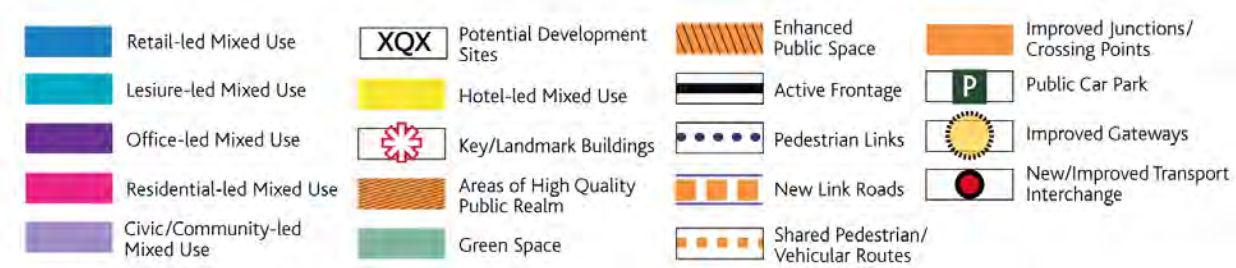 Retail-led Mixed Use
Lesiure-led Mixed Use
Office-led Mixed Use
Residential-led Mixed Use
Civic/Community-led
Mixed Use
XQX
Potential Development
Sites
Hotel-led Mixed Use
Key/Landmark Buildings
Areas of High Quality
Public Realm
Green Space
Enhanced
Public Space
Active Frontage
Pedestrian Links
New Link Roads
Shared Pedestrian/
Vehicular Routes
Improved Junctions/
Crossing Points
P
Public Car Park
Improved Gateways
New/Improved Transport
Interchange